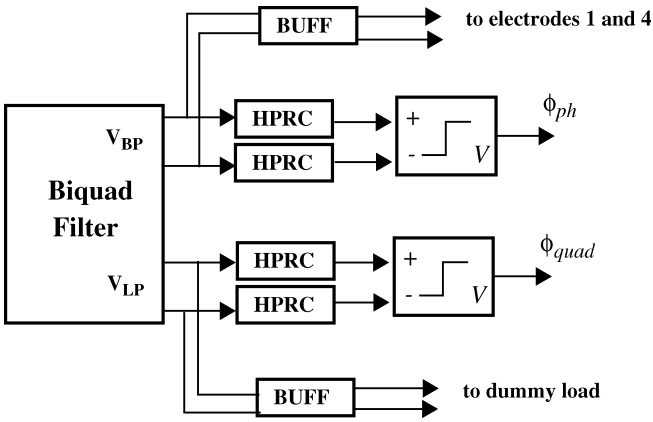 BUFF
to electrodes 1 and 4
HPRC
+
ϕph
VBP
HPRC
-
V
Biquad
Filter
HPRC
+
ϕquad
VLP
HPRC
-
V
BUFF
to dummy load